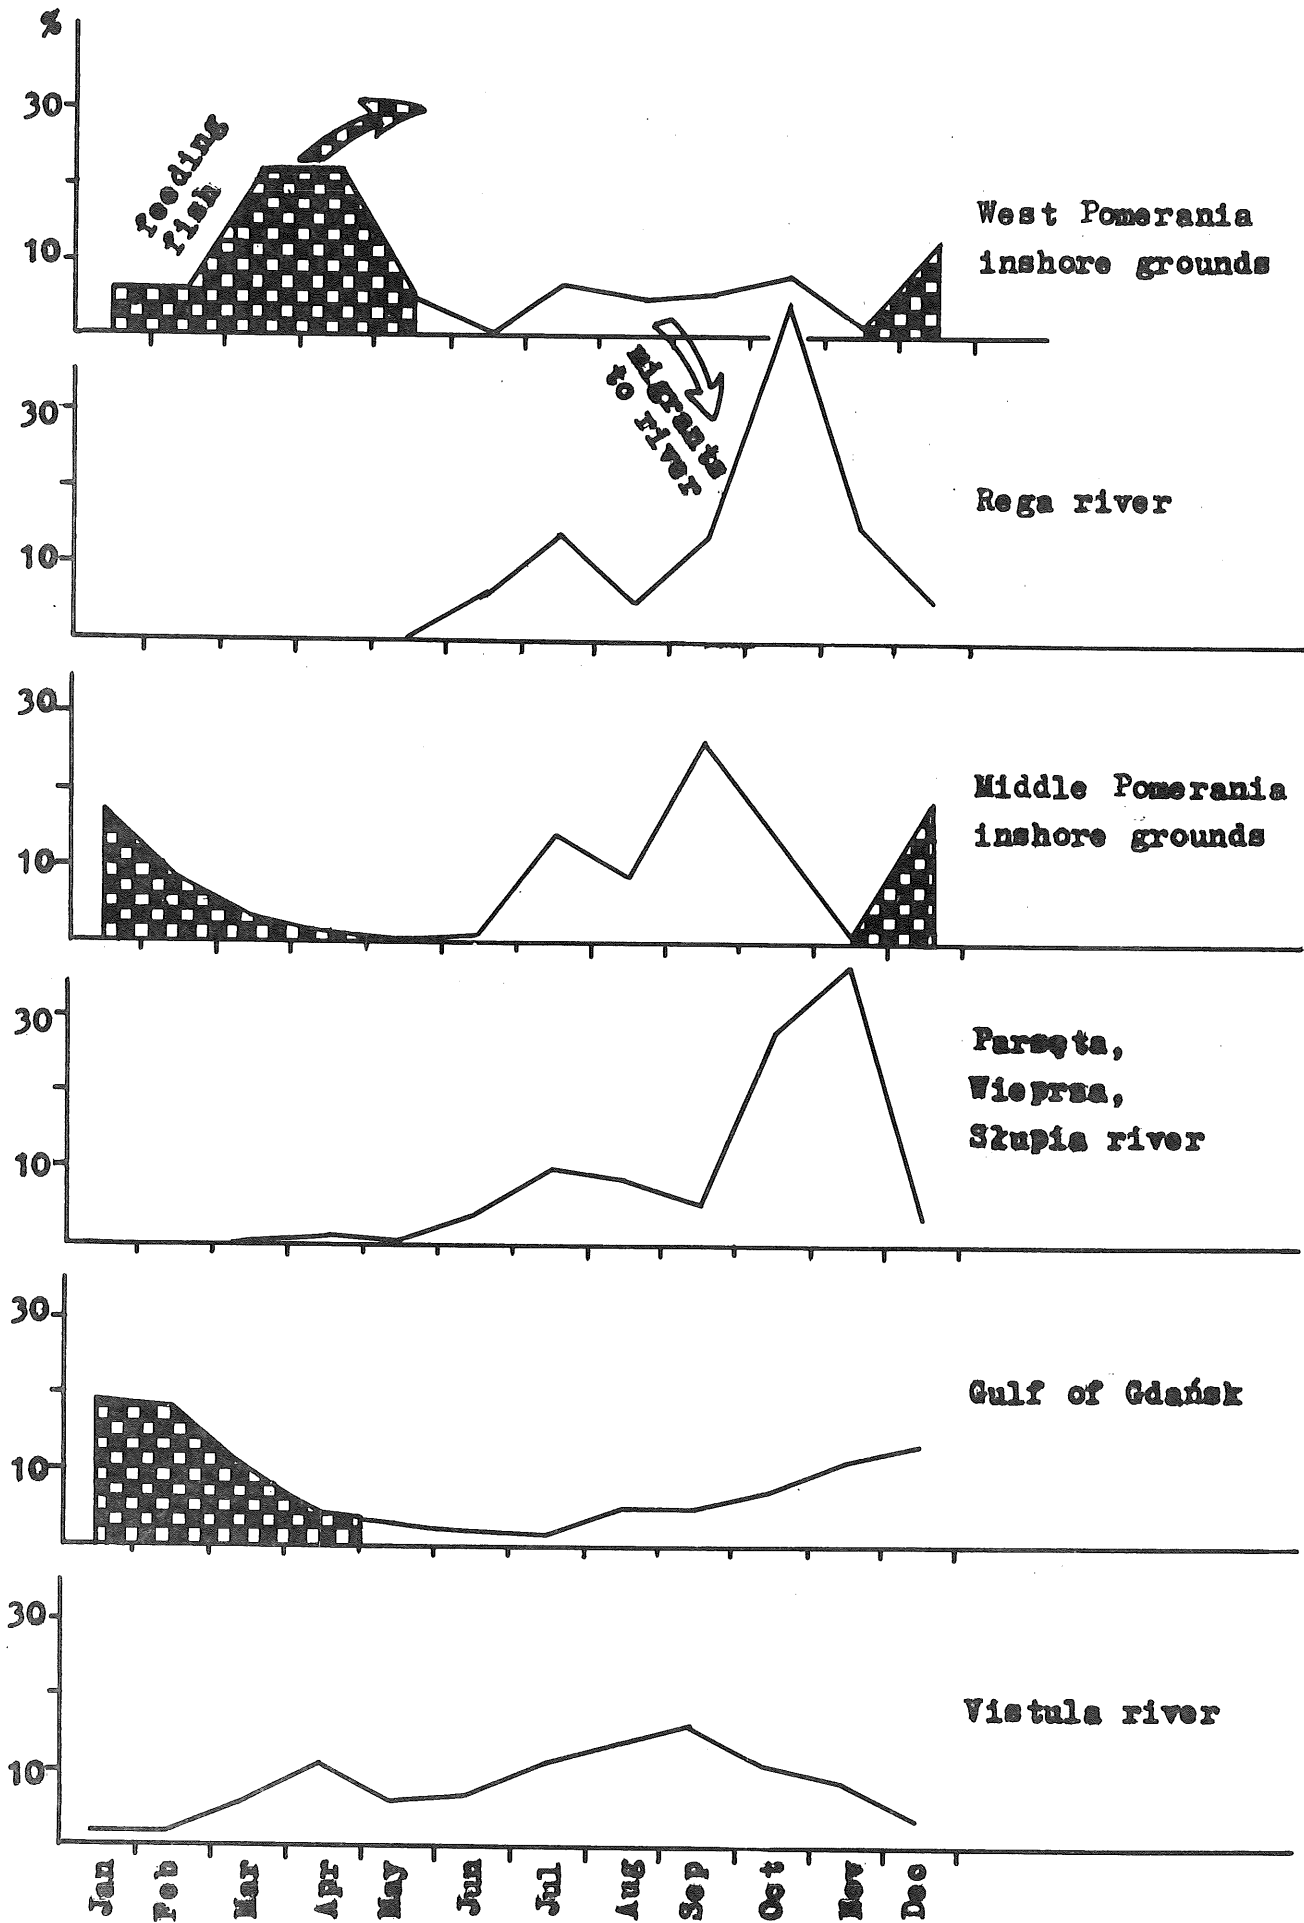 %
30
10
feeding
fish
West Pomerania
inshore grounds
migrants
to river
30
10
Rega river
30
10
Middle Pomerania
inshore grounds
30
10
Parsęta,
Wieprza,
Słupia river
30
10
Gulf of Gdańsk
30
10
Vistula river
Jan Feb Mar Apr May Jun Jul Aug Sep Oct Nov Dec